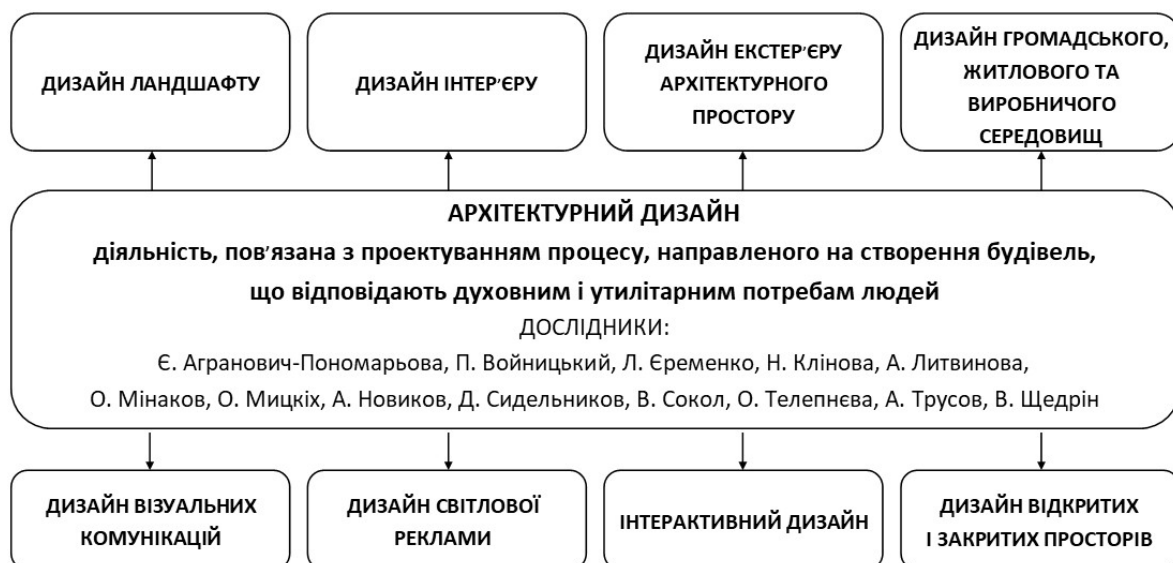 ДИЗАЙН ЛАНДШАФТУ
ДИЗАЙН ІНТЕР’ЄРУ
ДИЗАЙН ЕКСТЕР’ЄРУ
АРХІТЕКТУРНОГО
ПРОСТОРУ
ДИЗАЙН ГРОМАДСЬКОГО,
ЖИТЛОВОГО ТА
ВИРОБНИЧОГО
СЕРЕДОВИЩ
АРХІТЕКТУРНИЙ ДИЗАЙН
діяльність, пов’язана з проектуванням процесу, направленого на створення будівель,
що відповідають духовним і утилітарним потребам людей
ДОСЛІДНИКИ:
Є. Агранович-Пономарьова, П. Войницький, Л. Єременко, Н. Клінова, А. Литвинова,
О. Мінаков, О. Мицкіх, А. Новиков, Д. Сидельников, В. Сокол, О. Телепнєва, А. Трусов, В. Щедрін
ДИЗАЙН ВІЗУАЛЬНИХ
КОМУНІКАЦІЙ
ДИЗАЙН СВІТЛОВОЇ
РЕКЛАМИ
ІНТЕРАКТИВНИЙ ДИЗАЙН
ДИЗАЙН ВІДКРИТИХ
І ЗАКРИТИХ ПРОСТОРІВ